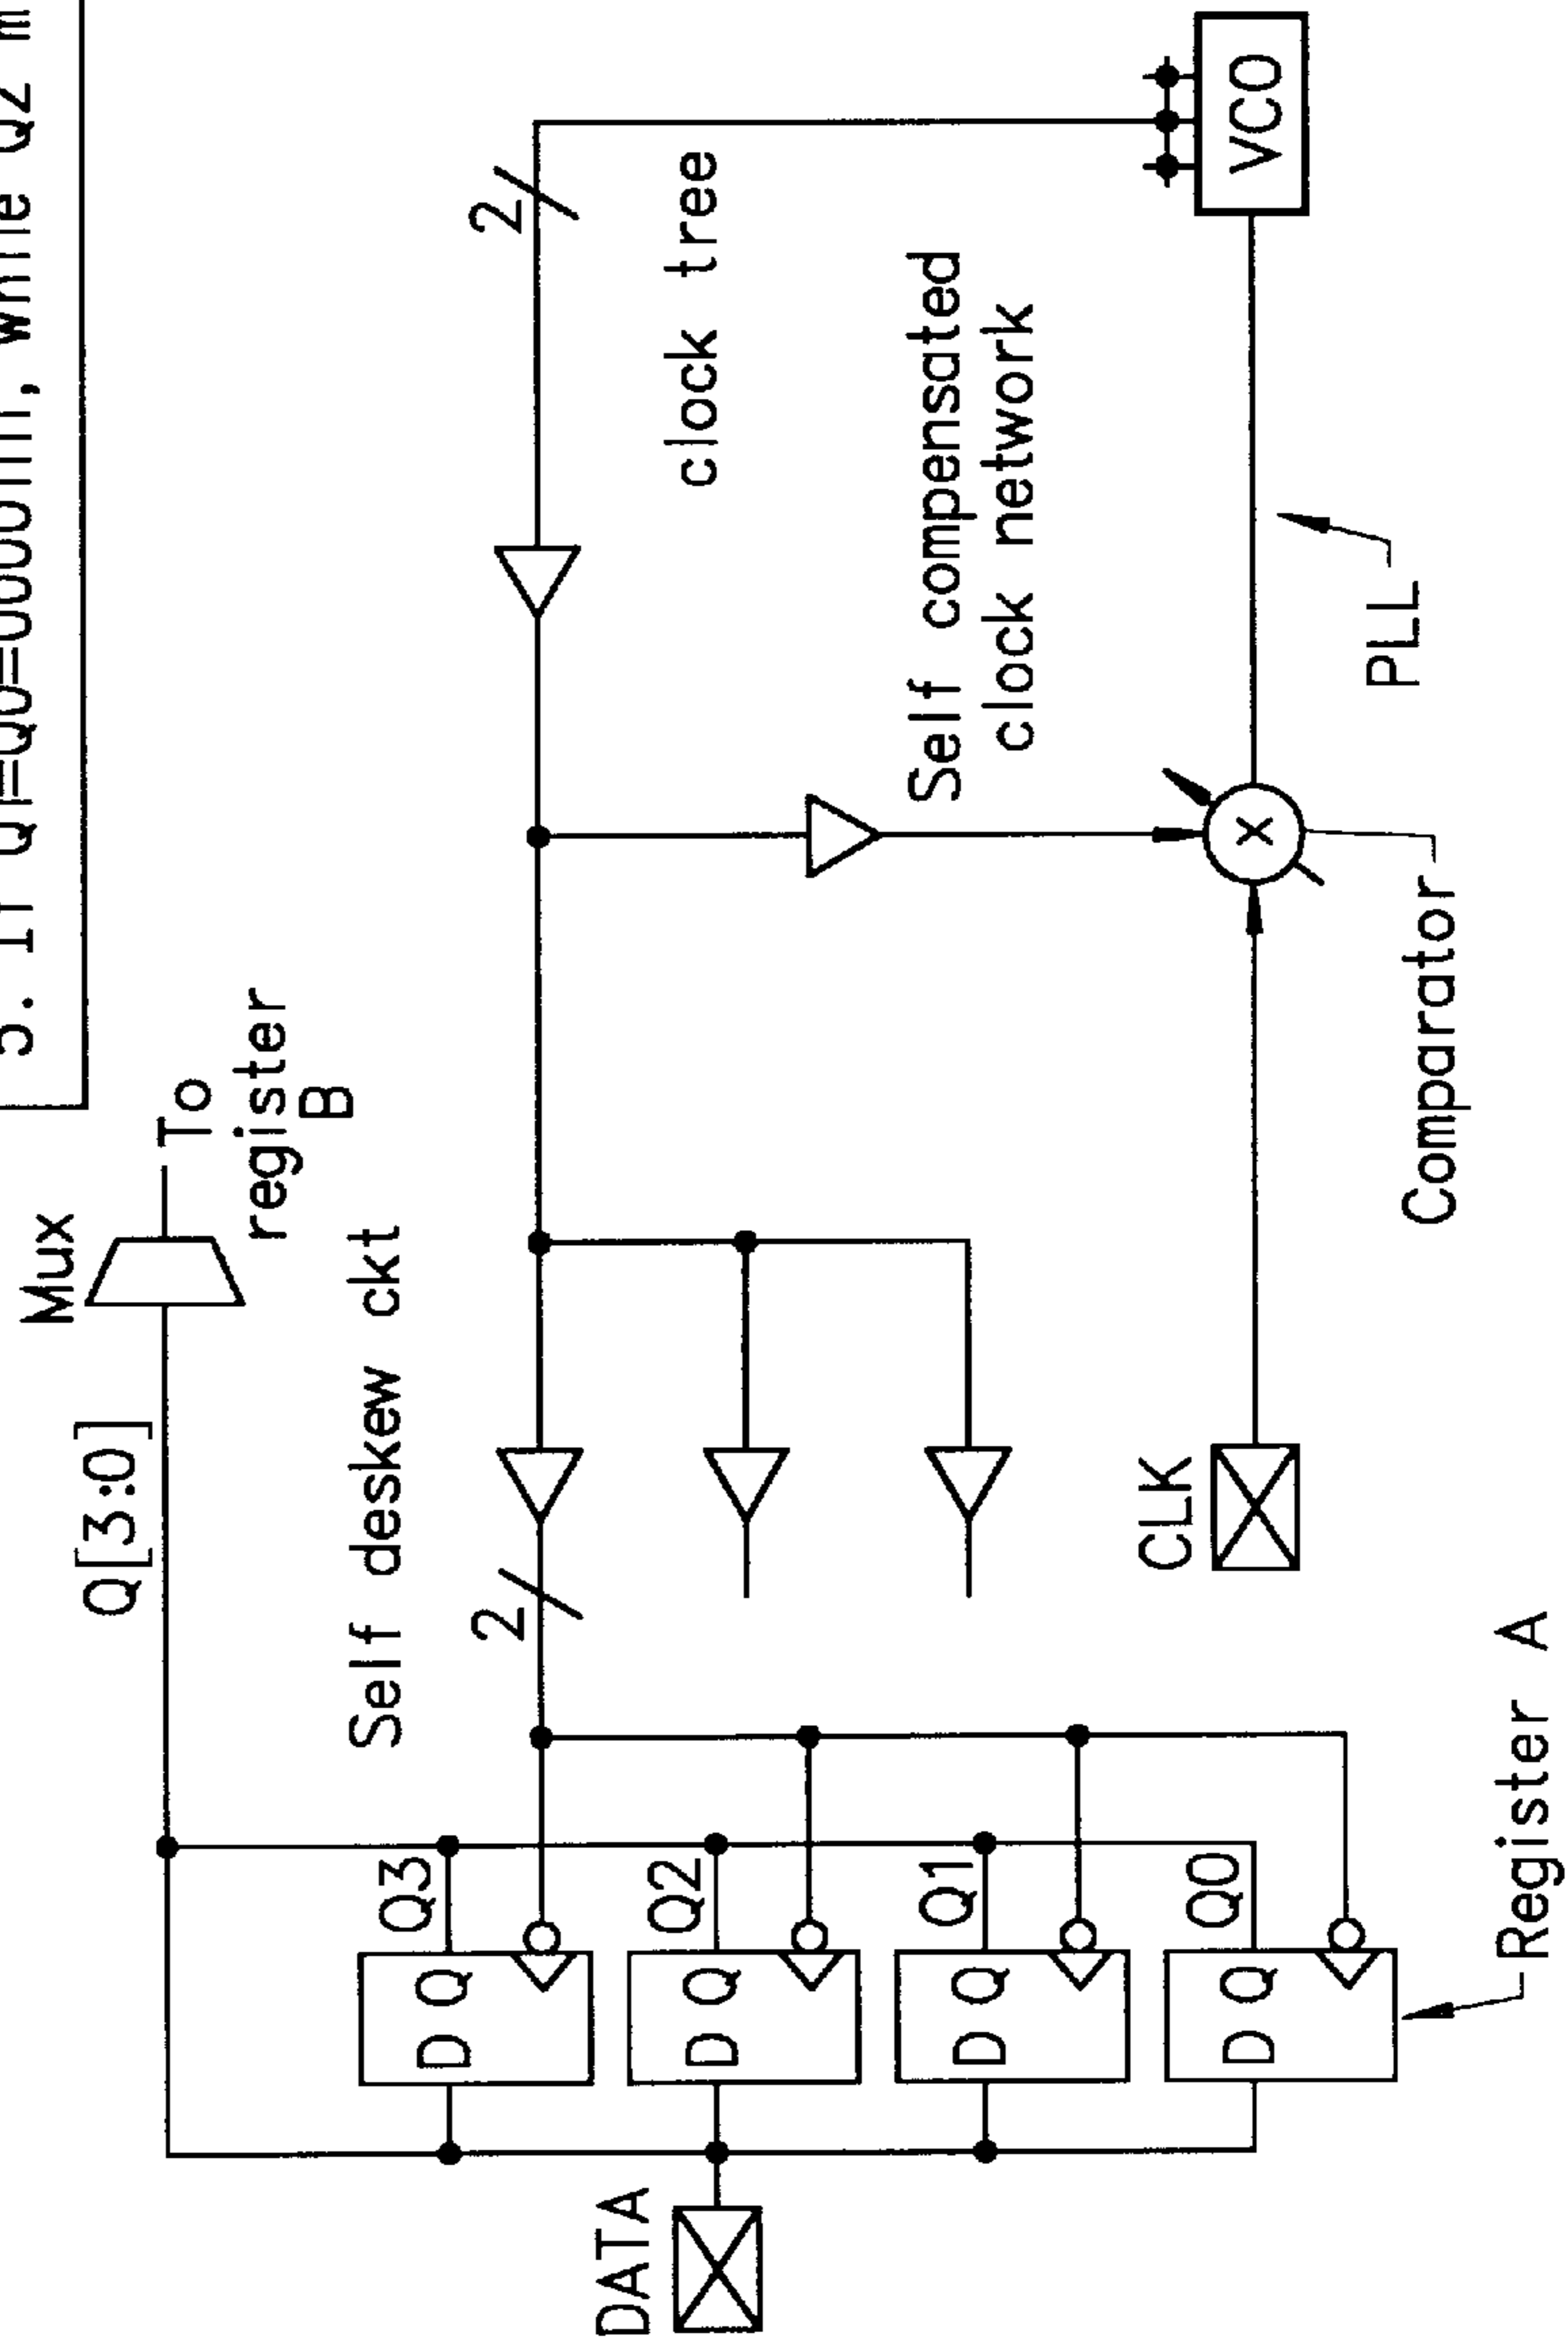 Mux
Q[3:0]
To
register
B
Self deskew ckt
2
2
clock tree
Self compensated
clock network
Q3
D Q
Q2
D Q
Q1
D Q
Q0
D Q
DATA
CLK
VCO
PLL
Comparator
X
Register A